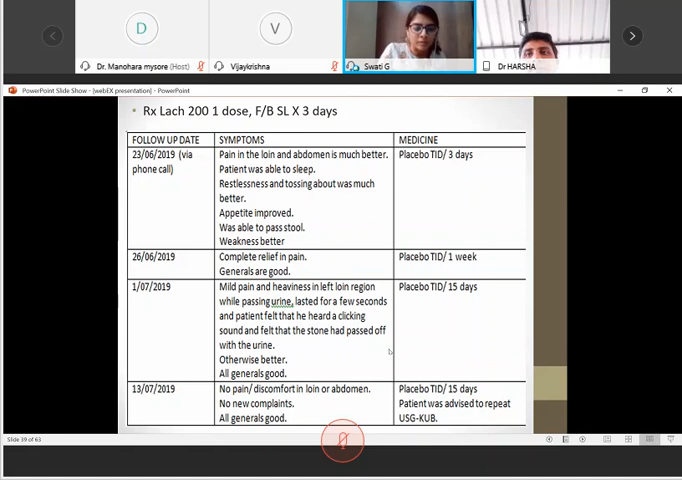 D
V
Dr. Manohara mysore (Host)
Vijaykrishna
Swati G
Dr HARSHA
PowerPoint Slide Show - [webEX presentation] - PowerPoint
• Rx Lach 200 1 dose, F/B SL X 3 days
FOLLOW UP DATE SYMPTOMS MEDICINE
23/06/2019 (via phone call)
Pain in the loin and abdomen is much better.
Patient was able to sleep.
Restlessness and tossing about was much
better.
Appetite improved.
Was able to pass stool.
Weakness better
Placebo TID/ 3 days
26/06/2019
Complete relief in pain.
Generals are good.
Placebo TID/ 1 week
1/07/2019
Mild pain and heaviness in left loin region
while passing urine, lasted for a few seconds
and patient felt that he heard a clicking
sound and felt that the stone had passed off
with the urine.
Otherwise better.
All generals good.
Placebo TID/ 15 days
13/07/2019
No pain/ discomfort in loin or abdomen.
No new complaints.
All generals good.
Placebo TID/ 15 days
Patient was advised to repeat
USG-KUB.
Slide 39 of 63